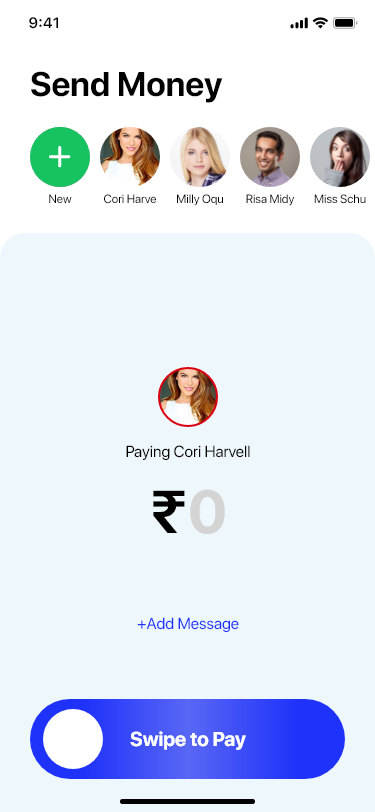 9:41
Send Money
New
Cori Harve
Milly Oqu
Risa Midy
Miss Schu
Paying Cori Harvell
₹0
+Add Message
Swipe to Pay